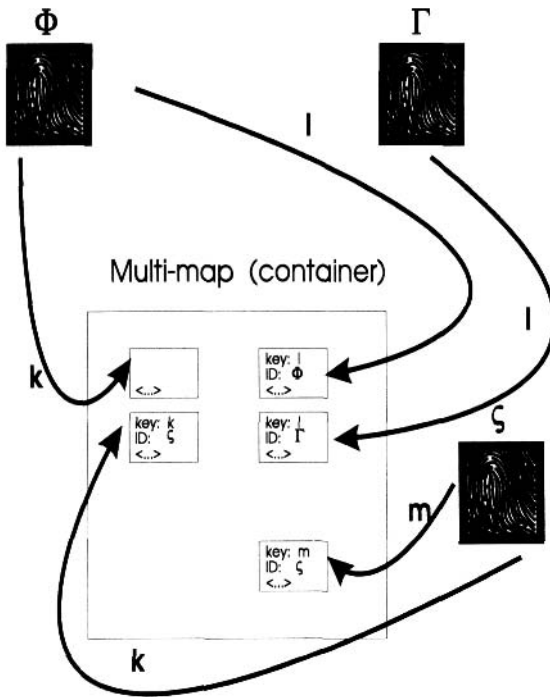 Φ
Γ
l
Multi-map (container)
l
k
<...>
key: l
ID: Φ
<...>
ς
key: k
ID: ς
<...>
key: l
ID: Γ
<...>
m
key: m
ID: ς
<...>
k